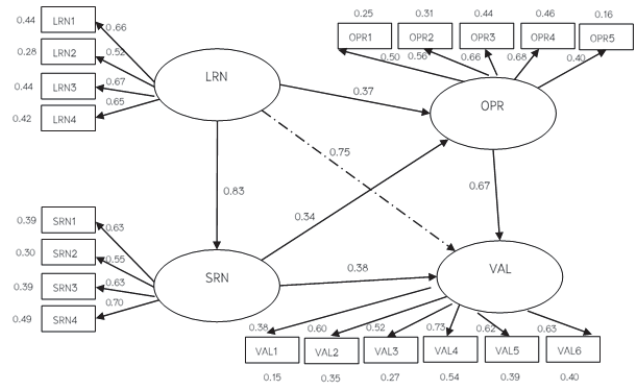 0.25 0.31 0.44 0.46 0.16
OPR1 OPR2 OPR3 OPR4 OPR5
0.50 0.56 0.66 0.68 0.40
0.44 LRN1 0.66
0.28 LRN2 0.52
0.44 LRN3 0.67
0.42 LRN4 0.65
LRN
OPR
0.37
0.75
0.83
0.34
0.67
0.39 SRN1 0.63
0.30 SRN2 0.55
0.39 SRN3 0.63
0.49 SRN4 0.70
SRN
0.38
VAL
0.38 0.60 0.52 0.73 0.62 0.63
VAL1 VAL2 VAL3 VAL4 VAL5 VAL6
0.15 0.35 0.27 0.54 0.39 0.40